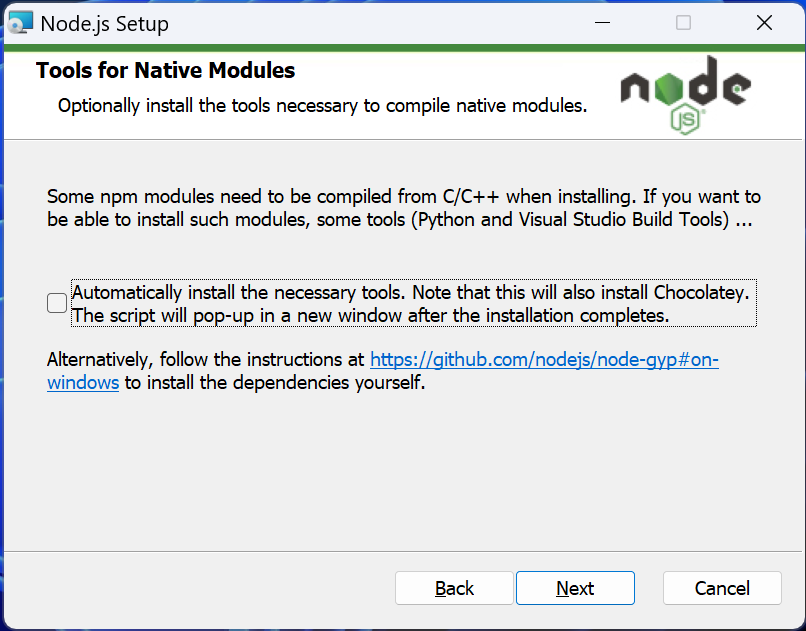 Node.js Setup
Tools for Native Modules
Optionally install the tools necessary to compile native modules.
node
JS
Some npm modules need to be compiled from C/C++ when installing. If you want to
be able to install such modules, some tools (Python and Visual Studio Build Tools) ...
Automatically install the necessary tools. Note that this will also install Chocolatey.
The script will pop-up in a new window after the installation completes.
Alternatively, follow the instructions at https://github.com/nodejs/node-gyp#on-
windows to install the dependencies yourself.
Back Next Cancel